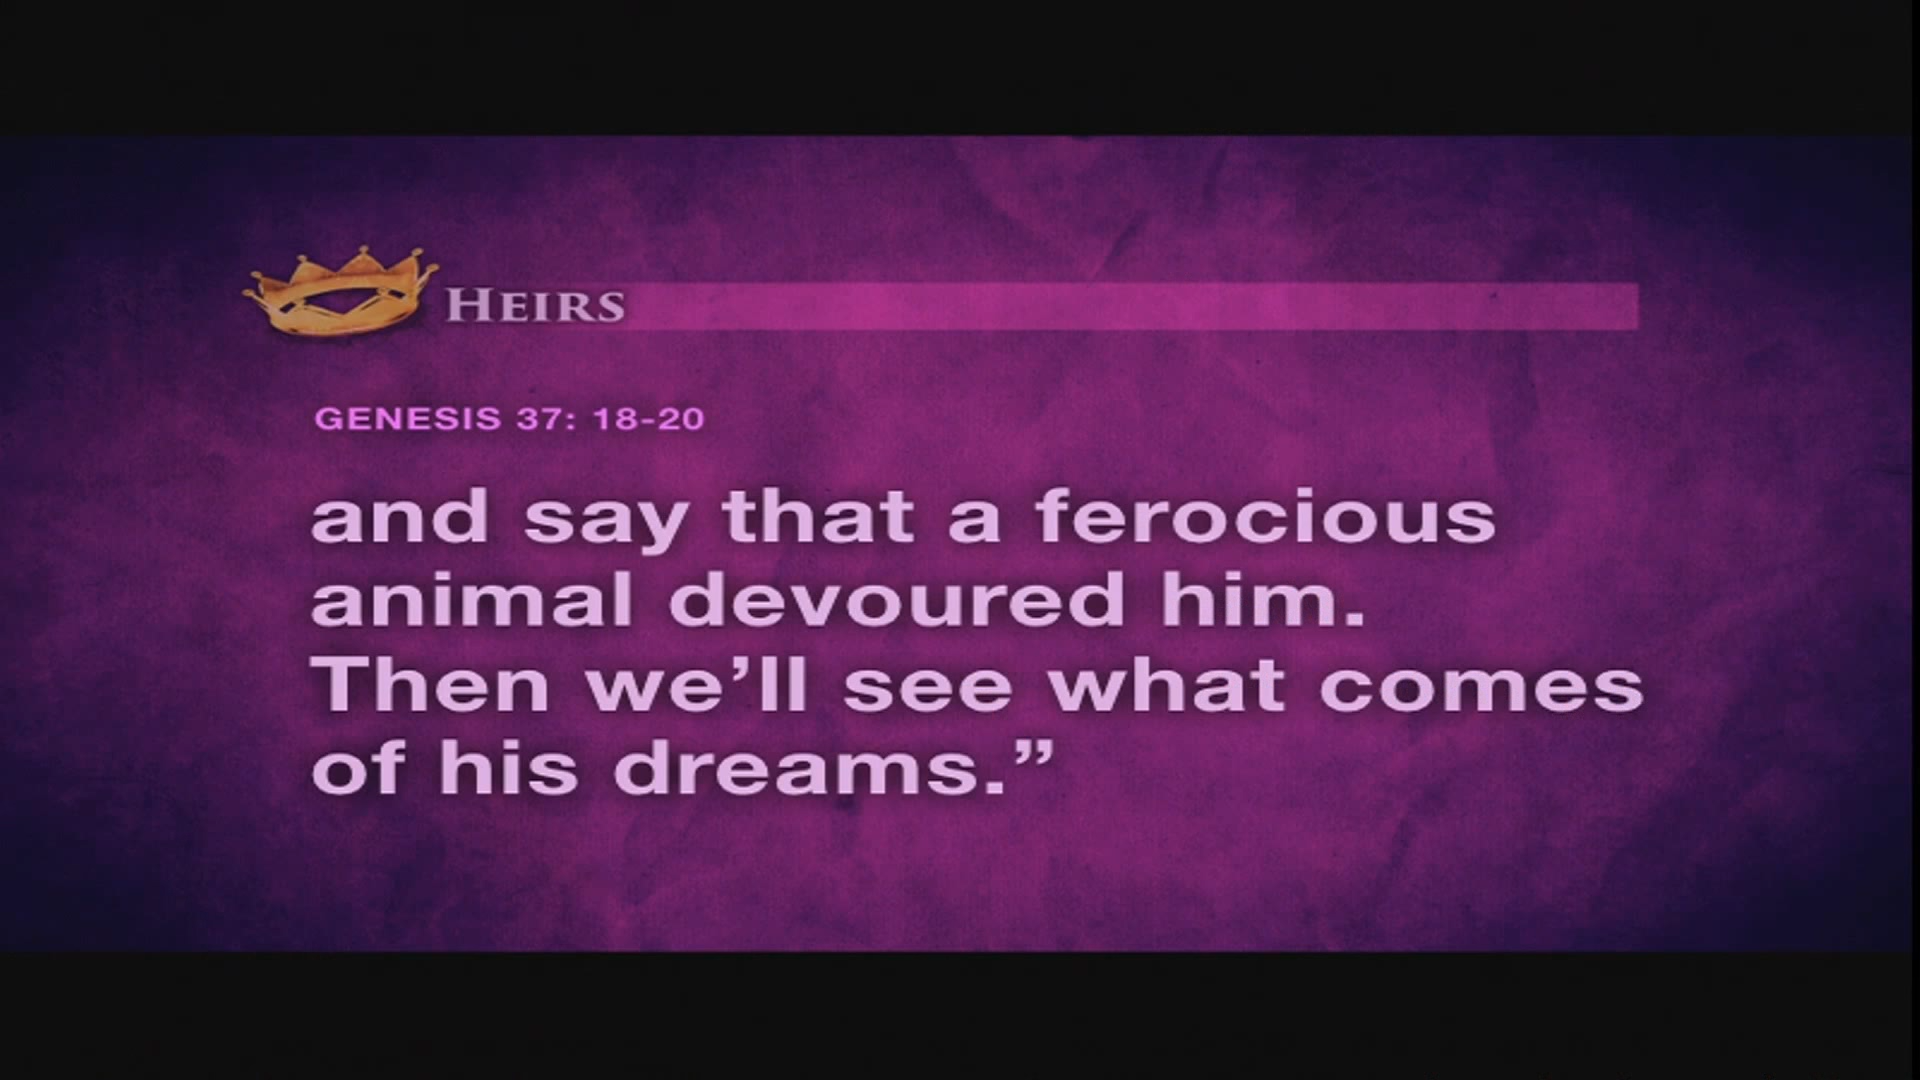 Heirs
GENESIS 37: 18-20
and say that a ferocious
animal devoured him.
Then we’ll see what comes
of his dreams.”